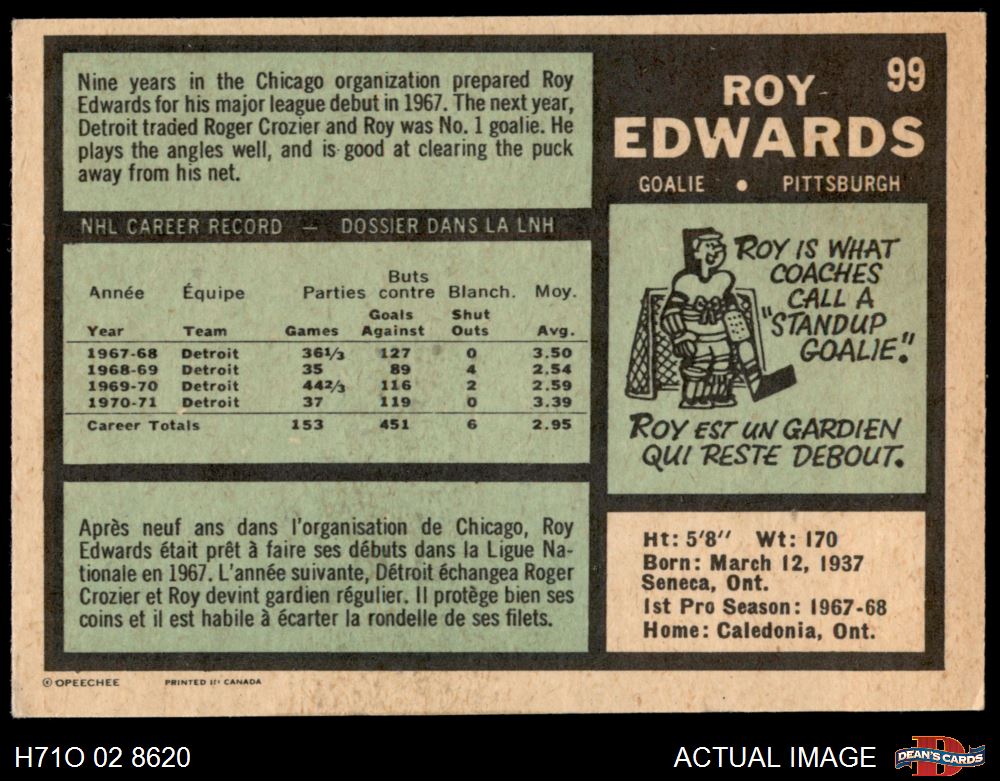 Nine years in the Chicago organization prepared Roy
Edwards for his major league debut in 1967. The next year,
Detroit traded Roger Crozier and Roy was No. 1 goalie. He
plays the angles well, and is good at clearing the puck
away from his net.
99
ROY
EDWARDS
GOALIE • PITTSBURGH
NHL CAREER RECORD — DOSSIER DANS LA LNH
Buts
Année Équipe Parties contre Blanch. Moy.
Goals Shut
Year Team Games Against Outs Avg.
1967-68 Detroit 36⅓ 127 0 3.50
1968-69 Detroit 35 89 4 2.54
1969-70 Detroit 44⅔ 116 2 2.59
1970-71 Detroit 37 119 0 3.39
Career Totals 153 451 6 2.95
ROY IS WHAT
COACHES
CALL A
"STANDUP
GOALIE."
ROY EST UN GARDIEN
QUI RESTE DEBOUT.
Après neuf ans dans l'organisation de Chicago, Roy
Edwards était prêt à faire ses débuts dans la Ligue Na-
tionale en 1967. L'année suivante, Détroit échangea Roger
Crozier et Roy devint gardien régulier. Il protège bien ses
coins et il est habile à écarter la rondelle de ses filets.
Ht: 5'8'' Wt: 170
Born: March 12, 1937
Seneca, Ont.
1st Pro Season: 1967-68
Home: Caledonia, Ont.
© OPEECHEE PRINTED IN CANADA
H71O 02 8620
ACTUAL IMAGE
D
DEAN'S CARDS